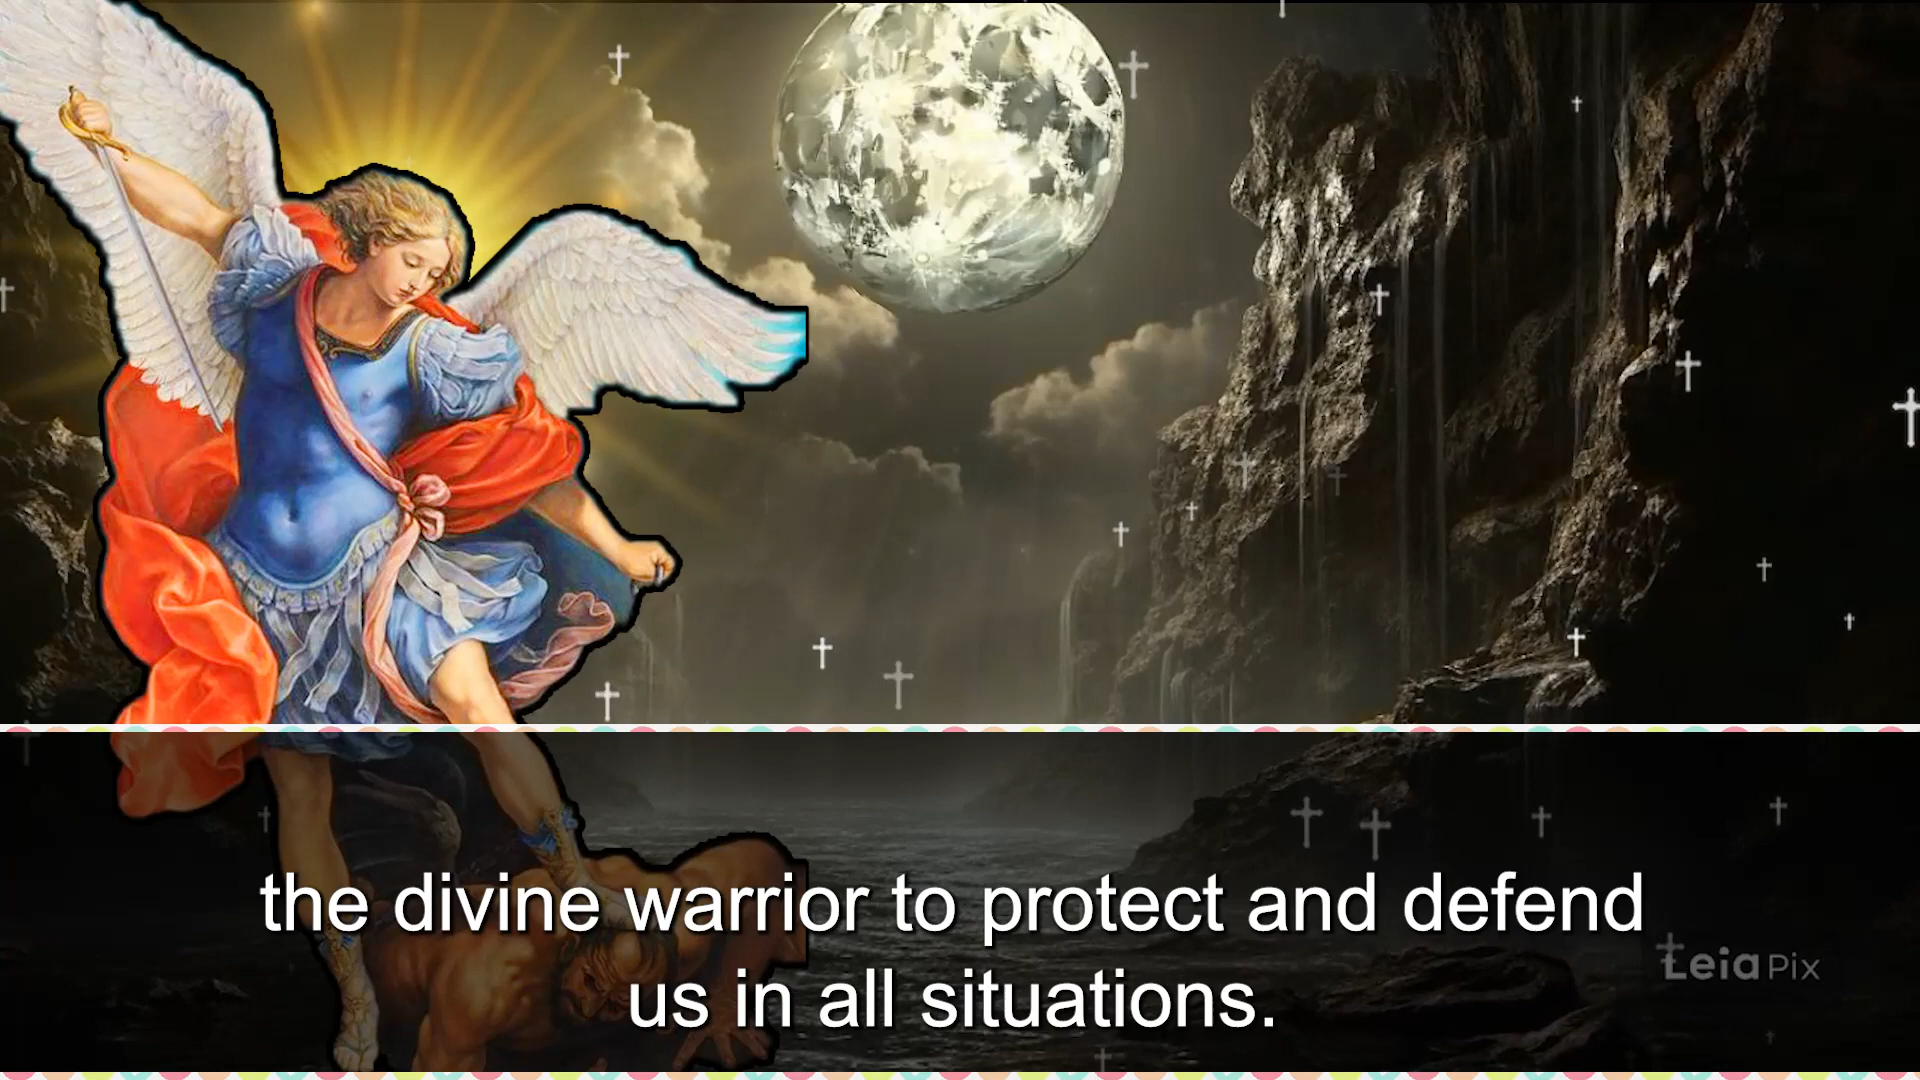 the divine warrior to protect and defend
us in all situations.
LeiaPix